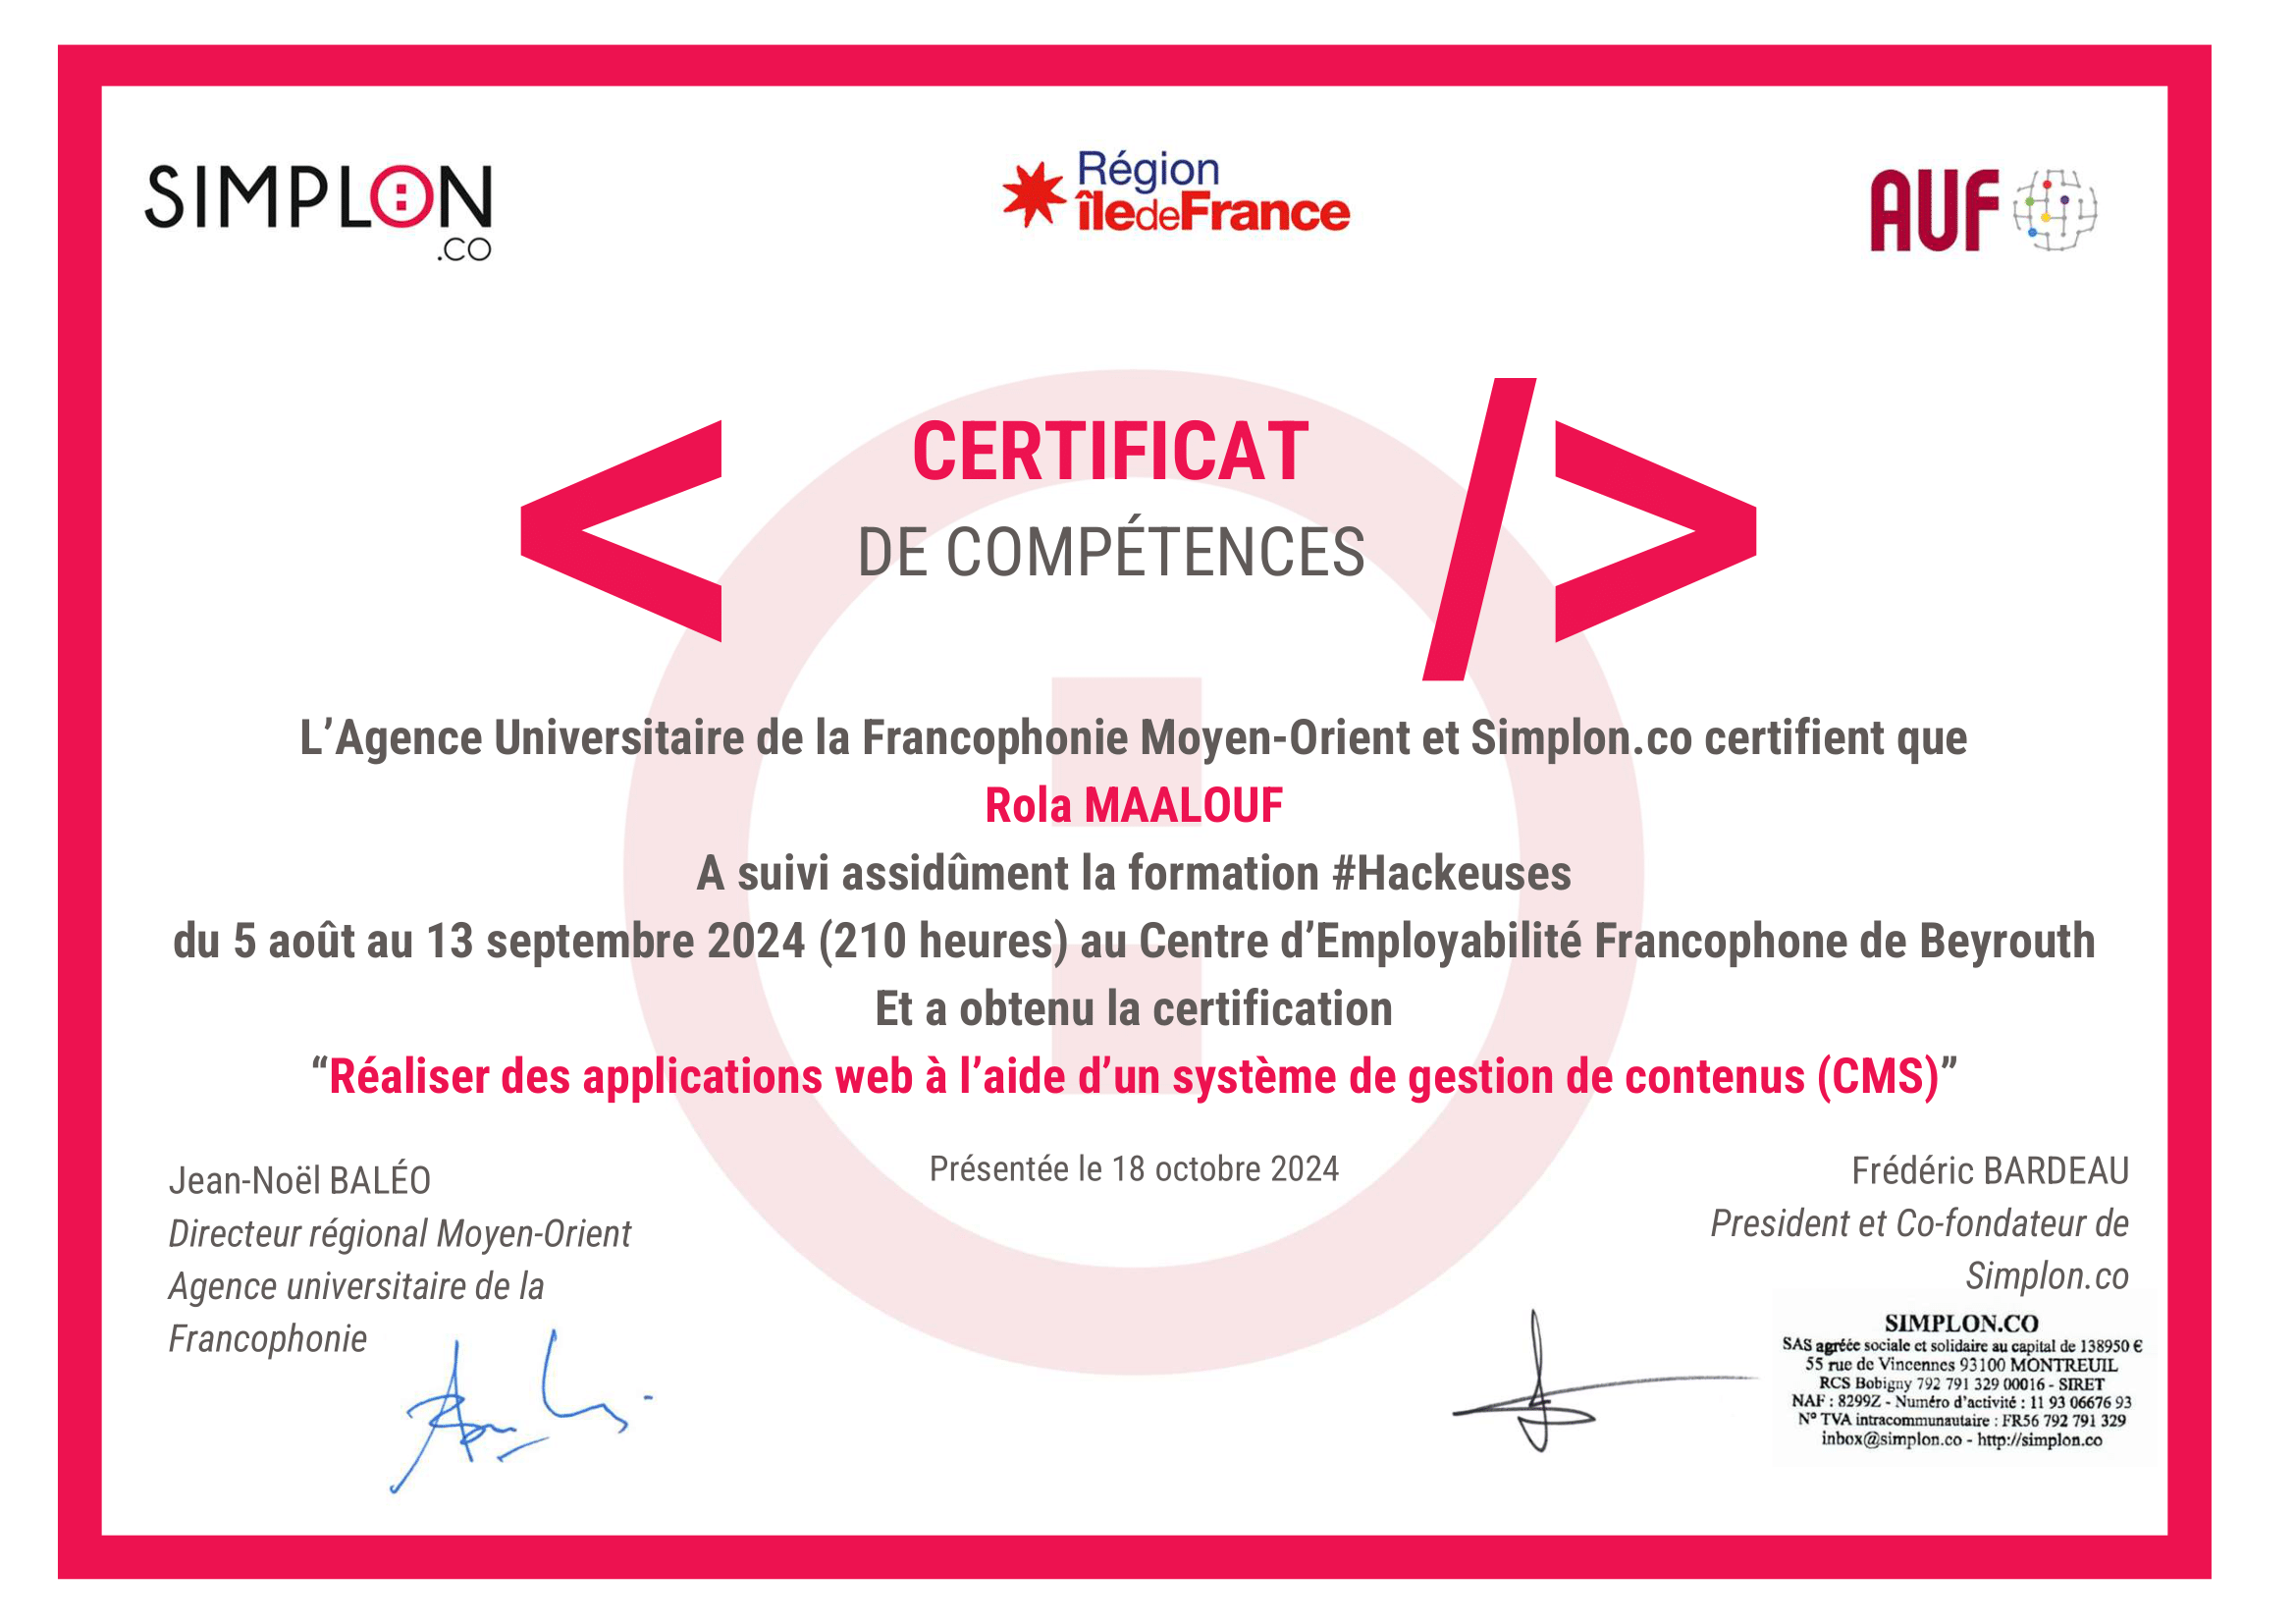 SIMPLON
.CO
Région
îledeFrance
AUF
< CERTIFICAT />
DE COMPÉTENCES
L’Agence Universitaire de la Francophonie Moyen-Orient et Simplon.co certifient que
Rola MAALOUF
A suivi assidûment la formation #Hackeuses
du 5 août au 13 septembre 2024 (210 heures) au Centre d’Employabilité Francophone de Beyrouth
Et a obtenu la certification
“Réaliser des applications web à l’aide d’un système de gestion de contenus (CMS)”
Présentée le 18 octobre 2024
Jean-Noël BALÉO
Directeur régional Moyen-Orient
Agence universitaire de la
Francophonie
Frédéric BARDEAU
President et Co-fondateur de
Simplon.co
SIMPLON.CO
SAS agréée sociale et solidaire au capital de 138950 €
55 rue de Vincennes 93100 MONTREUIL
RCS Bobigny 792 791 329 00016 - SIRET
NAF : 8299Z - Numéro d’activité : 11 93 06676 93
N° TVA intracommunautaire : FR56 792 791 329
inbox@simplon.co - http://simplon.co